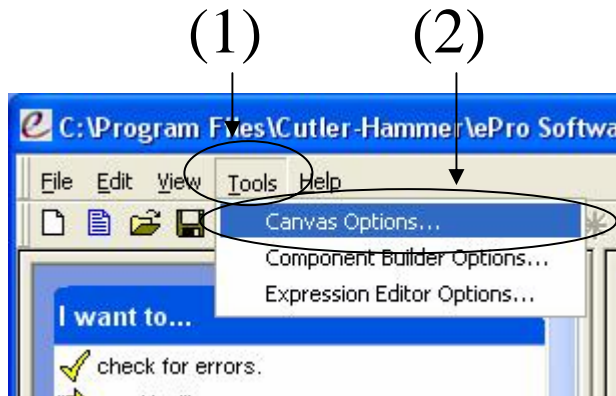 (1) (2)
C:\Program Files\Cutler-Hammer\ePro Softwa
File Edit View Tools Help
Canvas Options...
Component Builder Options...
Expression Editor Options...
I want to...
check for errors.